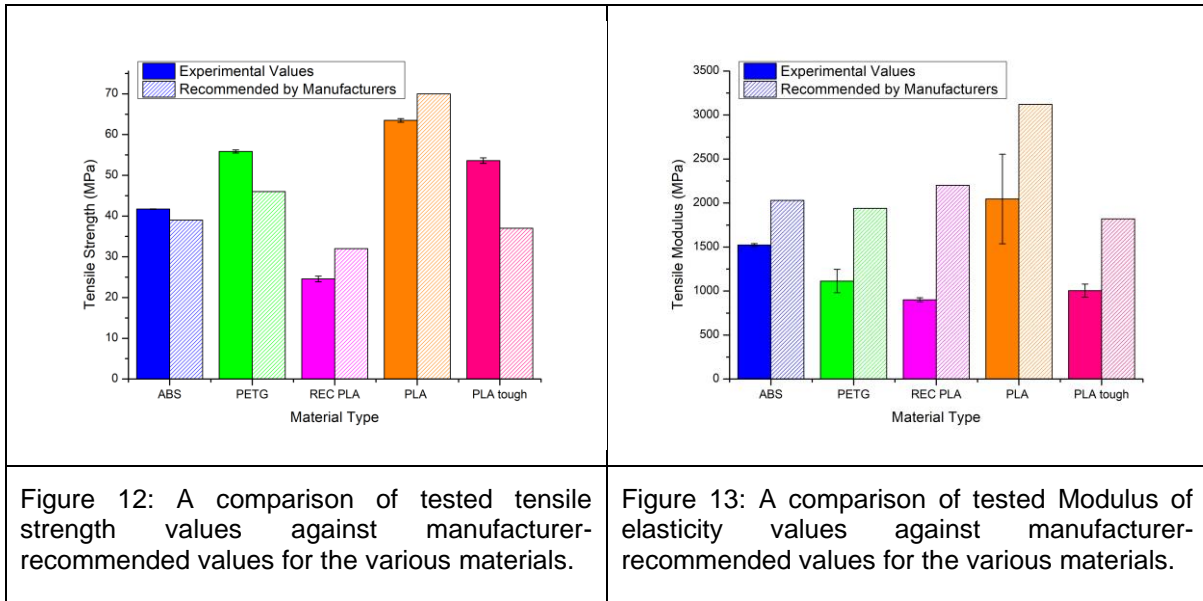 Experimental Values
Recommended by Manufacturers
70
60
50
40
30
20
10
0
Tensile Strength (MPa)
ABS
PETG
REC PLA
PLA
PLA tough
Material Type
Experimental Values
Recommended by Manufacturers
3500
3000
2500
2000
1500
1000
500
0
Tensile Modulus (MPa)
ABS
PETG
REC PLA
PLA
PLA tough
Material Type
Figure 12: A comparison of tested tensile
strength values against manufacturer-
recommended values for the various materials.
Figure 13: A comparison of tested Modulus of
elasticity values against manufacturer-
recommended values for the various materials.